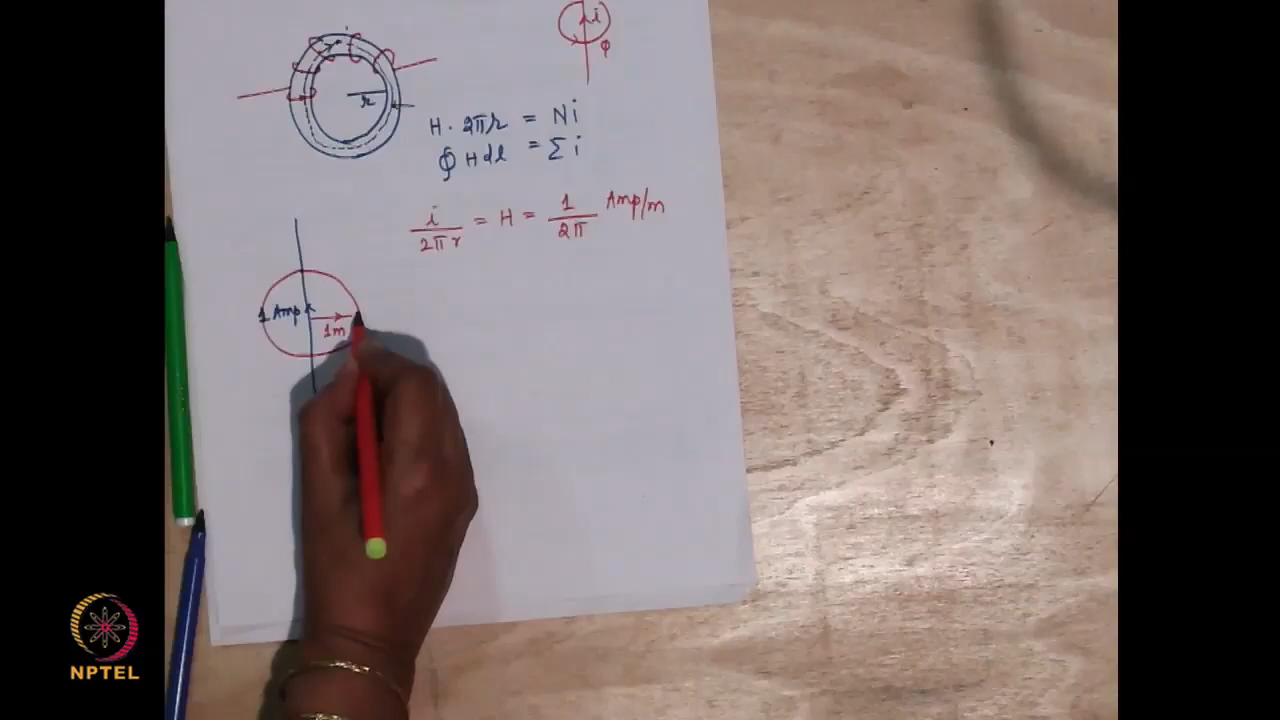 i
i
φ
r
H · 2πr = Ni
∮ H dl = Σ i
i/2πr = H = 1/2π Amp/m
1 Amp
1m
NPTEL